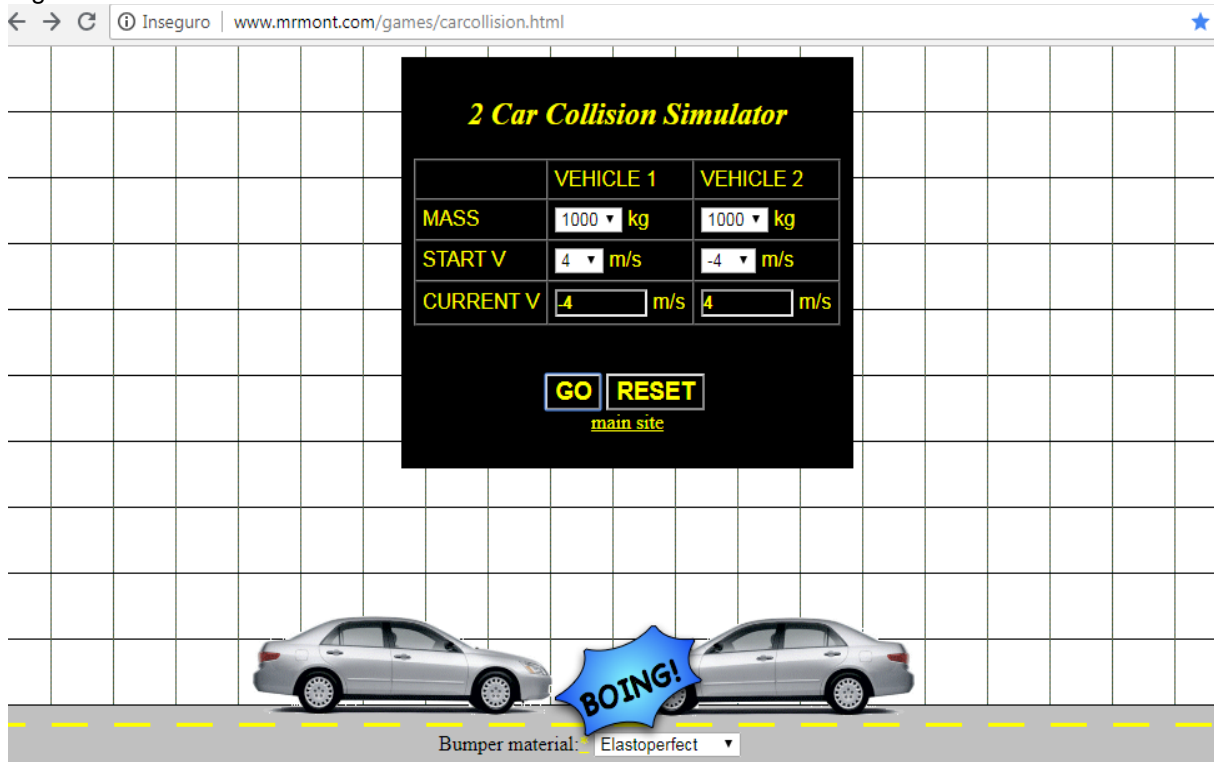 Inseguro | www.mrmont.com/games/carcollision.html
2 Car Collision Simulator
VEHICLE 1 VEHICLE 2
MASS 1000 kg 1000 kg
START V 4 m/s -4 m/s
CURRENT V -4 m/s 4 m/s
GO RESET
main site
BOING!
Bumper material:* Elastoperfect